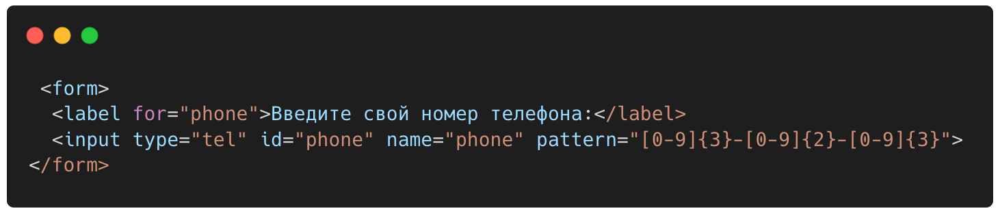 <form>
<label for="phone">Введите свой номер телефона:</label>
<input type="tel" id="phone" name="phone" pattern="[0-9]{3}-[0-9]{2}-[0-9]{3}">
</form>